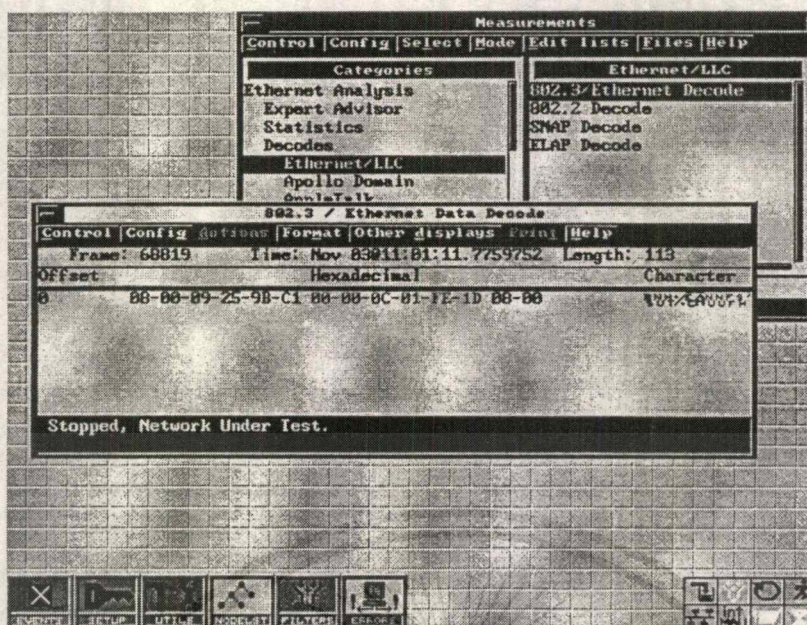 Measurements
Control Config Select Mode Edit lists Files Help
Categories
Ethernet/LLC
Ethernet Analysis
Expert Advisor
Statistics
Decodes
Ethernet/LLC
Apollo Domain
AppleTalk
802.3/Ethernet Decode
802.2 Decode
SNAP Decode
ELAP Decode
802.3 / Ethernet Data Decode
Control Config Options Format Other displays Print Help
Frame: 68819 Time: Nov 03@11:01:11.7759752 Length: 113
Offset Hexadecimal Character
0 08-00-09-25-9B-C1 00-00-0C-01-FE-1D 08-00
Stopped, Network Under Test.
EVENTS SETUP UTILS NODELST FILTERS ERRORS